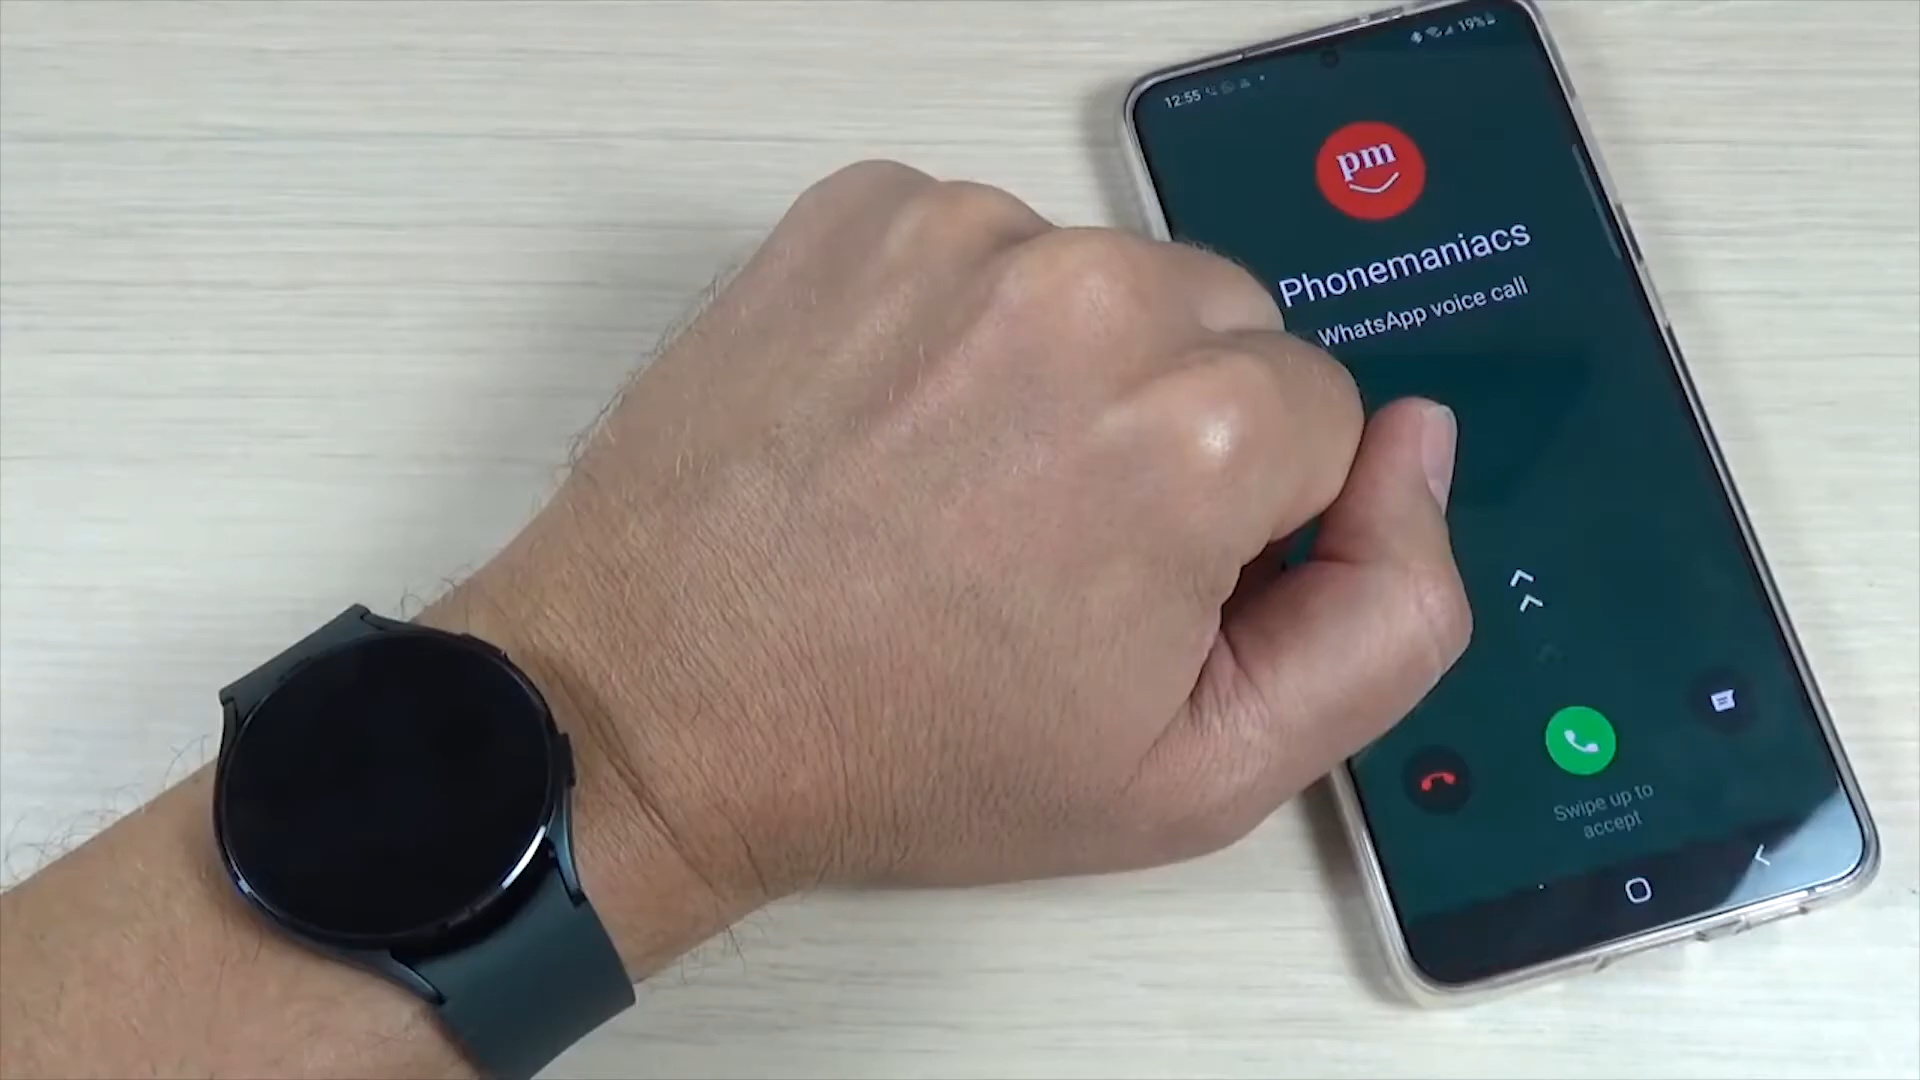 12:55
19%
pm
Phonemaniacs
WhatsApp voice call
Swipe up to
accept